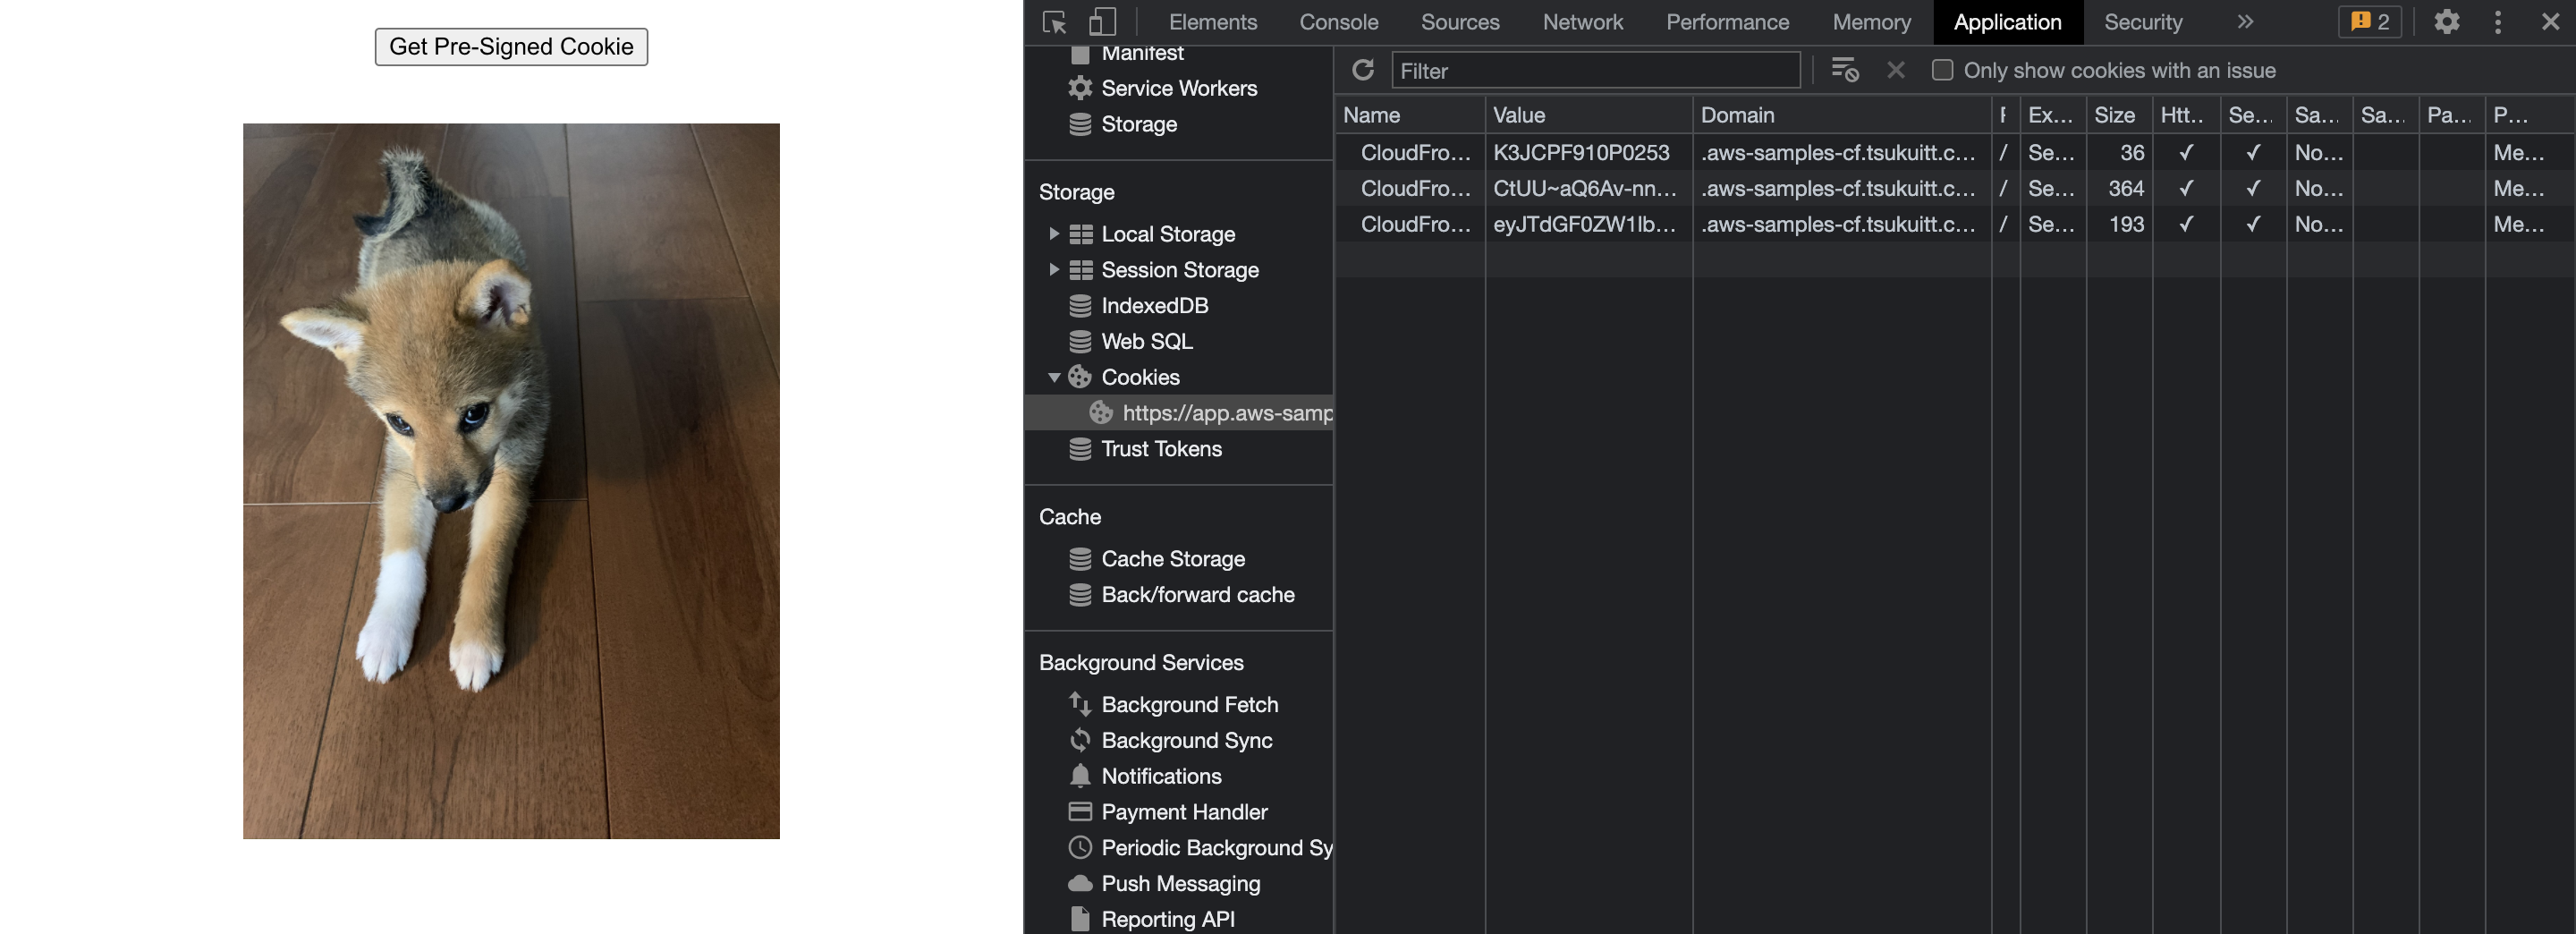 Get Pre-Signed Cookie
Elements Console Sources Network Performance Memory Application Security 2
Manifest
Service Workers
Storage
Storage
Local Storage
Session Storage
IndexedDB
Web SQL
Cookies
https://app.aws-samp
Trust Tokens
Cache
Cache Storage
Back/forward cache
Background Services
Background Fetch
Background Sync
Notifications
Payment Handler
Periodic Background Sy
Push Messaging
Reporting API
Filter Only show cookies with an issue
Name Value Domain Ex... Size Htt... Se... Sa... Sa... Pa... P...
CloudFro... K3JCPF910P0253 .aws-samples-cf.tsukuitt.c... / Se... 36 ✓ ✓ No... Me...
CloudFro... CtUU~aQ6Av-nn... .aws-samples-cf.tsukuitt.c... / Se... 364 ✓ ✓ No... Me...
CloudFro... eyJTdGF0ZW1lb... .aws-samples-cf.tsukuitt.c... / Se... 193 ✓ ✓ No... Me...